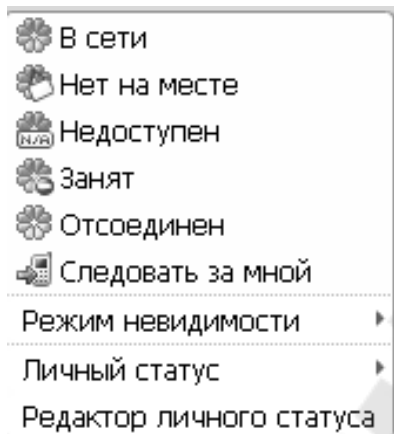 В сети
Нет на месте
N/A Недоступен
Занят
Отсоединен
Следовать за мной
Режим невидимости
Личный статус
Редактор личного статуса